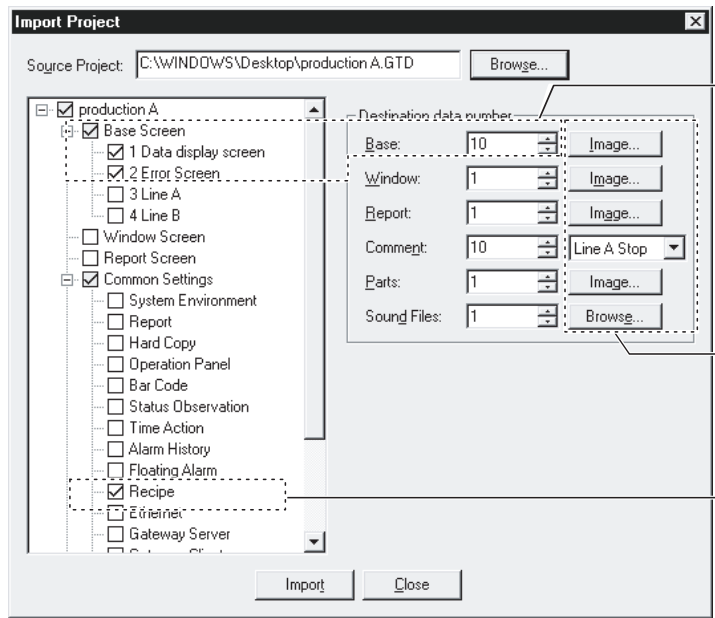 Import Project
Source Project: C:\WINDOWS\Desktop\production A.GTD Browse...
production A
Base Screen
1 Data display screen
2 Error Screen
3 Line A
4 Line B
Window Screen
Report Screen
Common Settings
System Environment
Report
Hard Copy
Operation Panel
Bar Code
Status Observation
Time Action
Alarm History
Floating Alarm
Recipe
Ethernet
Gateway Server
Destination data number
Base: 10 Image...
Window: 1 Image...
Report: 1 Image...
Comment: 10 Line A Stop
Parts: 1 Image...
Sound Files: 1 Browse...
Import Close